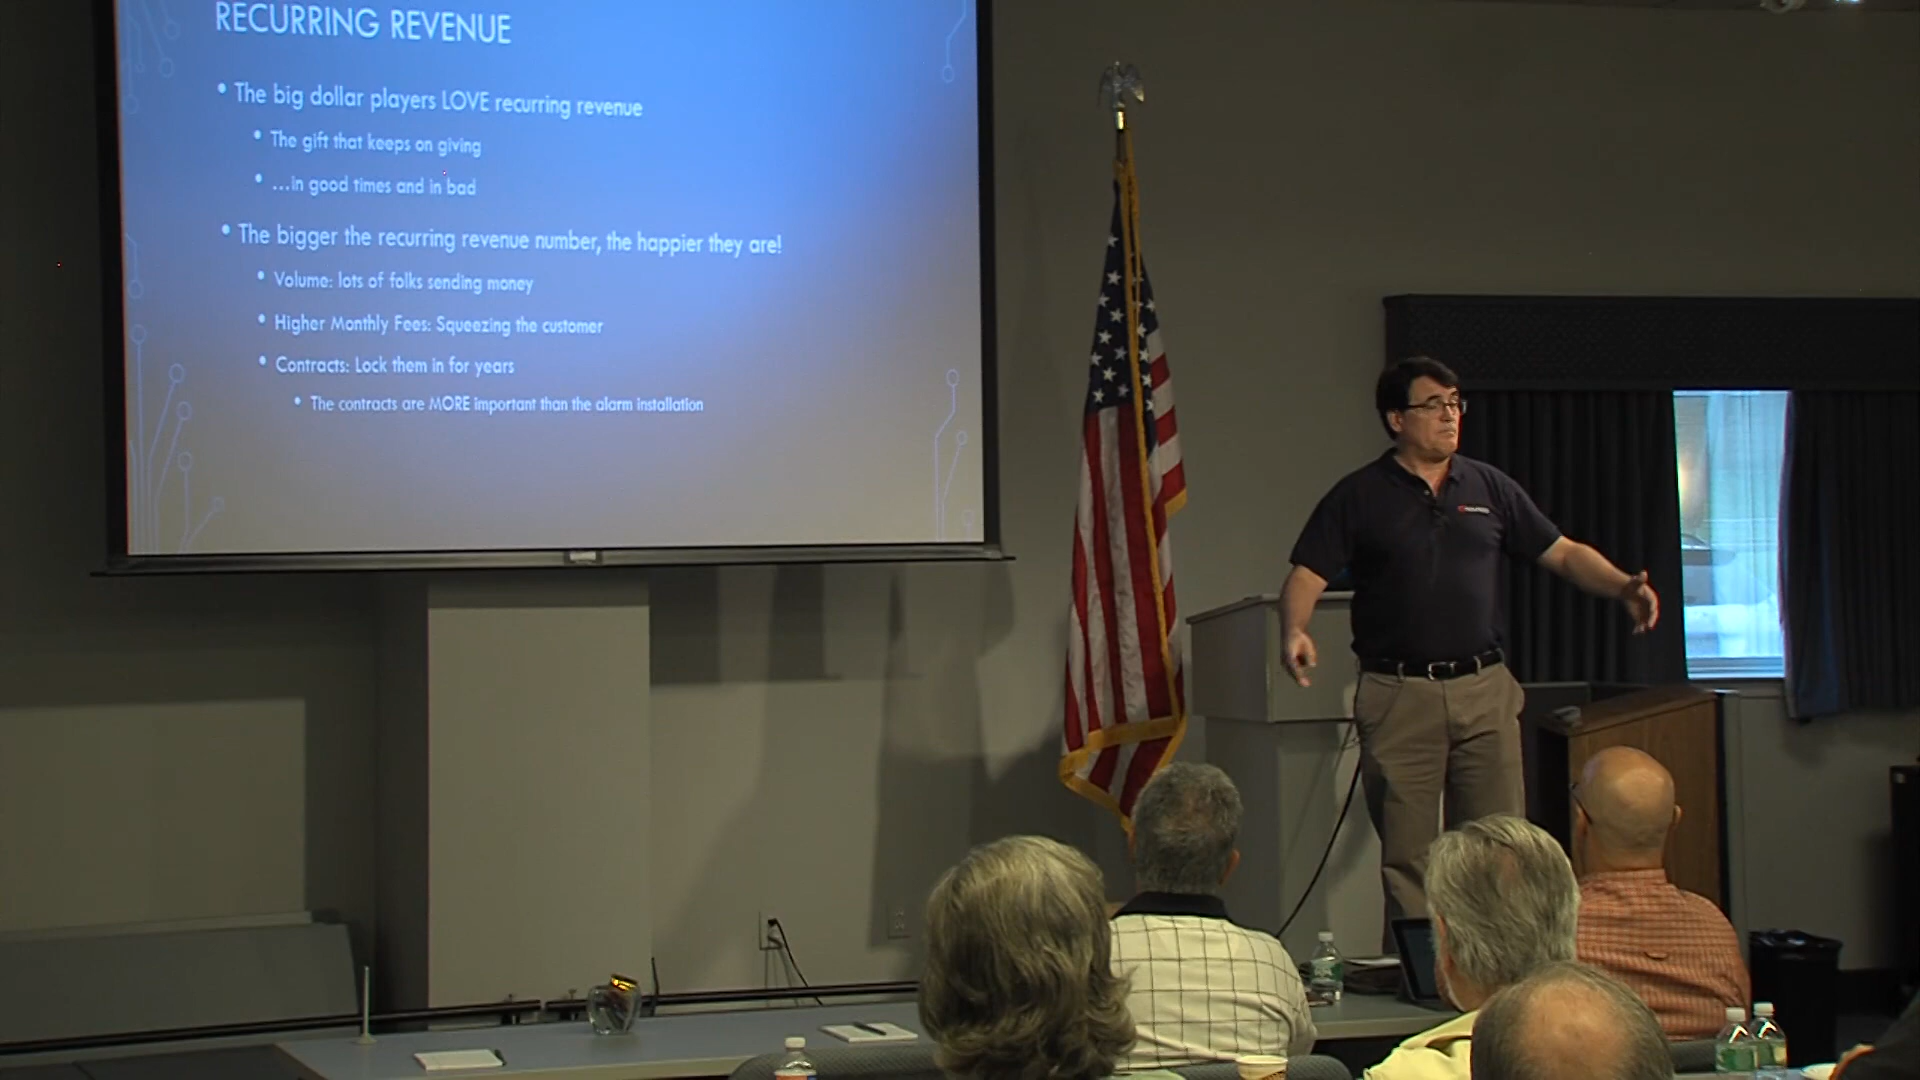 RECURRING REVENUE
• The big dollar players LOVE recurring revenue
• The gift that keeps on giving
• ...in good times and in bad
• The bigger the recurring revenue number, the happier they are!
• Volume: lots of folks sending money
• Higher Monthly Fees: Squeezing the customer
• Contracts: Lock them in for years
• The contracts are MORE important than the alarm installation